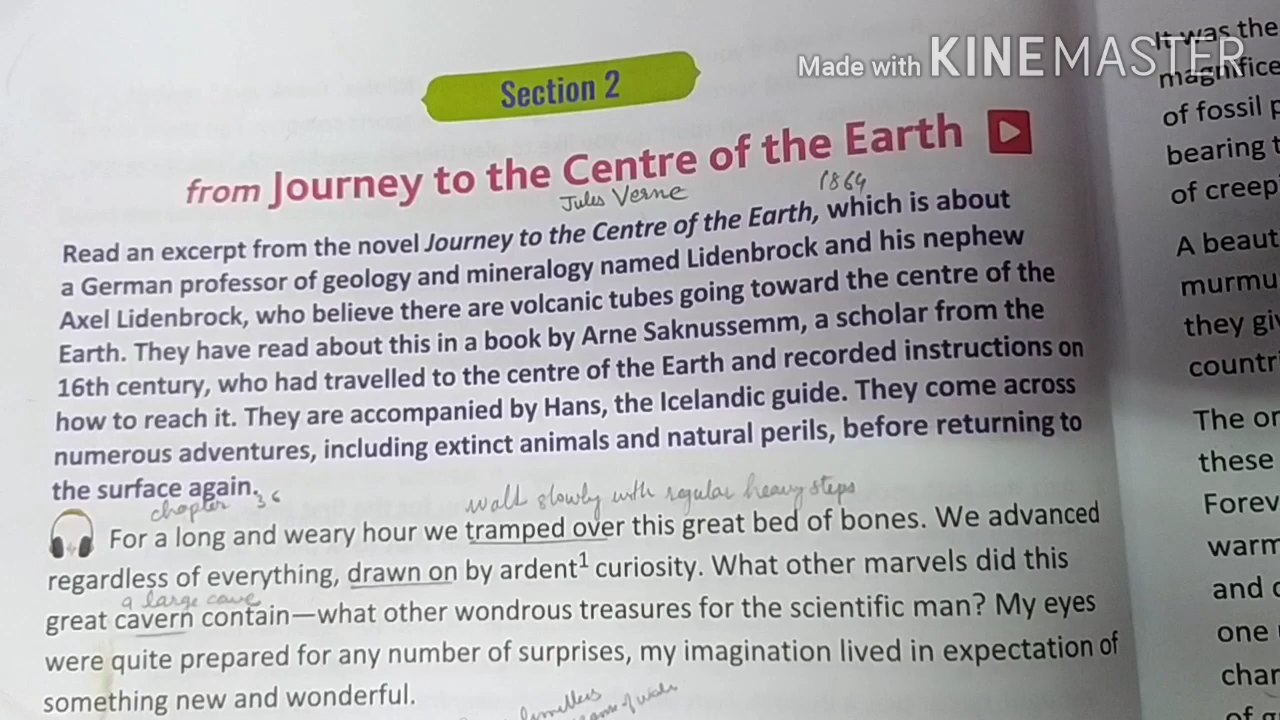 Made with KINEMASTER
Section 2
from Journey to the Centre of the Earth
Jules Verne
1864
Read an excerpt from the novel Journey to the Centre of the Earth, which is about
a German professor of geology and mineralogy named Lidenbrock and his nephew
Axel Lidenbrock, who believe there are volcanic tubes going toward the centre of the
Earth. They have read about this in a book by Arne Saknussemm, a scholar from the
16th century, who had travelled to the centre of the Earth and recorded instructions on
how to reach it. They are accompanied by Hans, the Icelandic guide. They come across
numerous adventures, including extinct animals and natural perils, before returning to
the surface again.
chapter 36
walk slowly with regular heavy steps
For a long and weary hour we tramped over this great bed of bones. We advanced
regardless of everything, drawn on by ardent¹ curiosity. What other marvels did this
a large cave
great cavern contain—what other wondrous treasures for the scientific man? My eyes
were quite prepared for any number of surprises, my imagination lived in expectation of
something new and wonderful.
It was the
of fossil
bearing
of
A
they
The
these
and
one